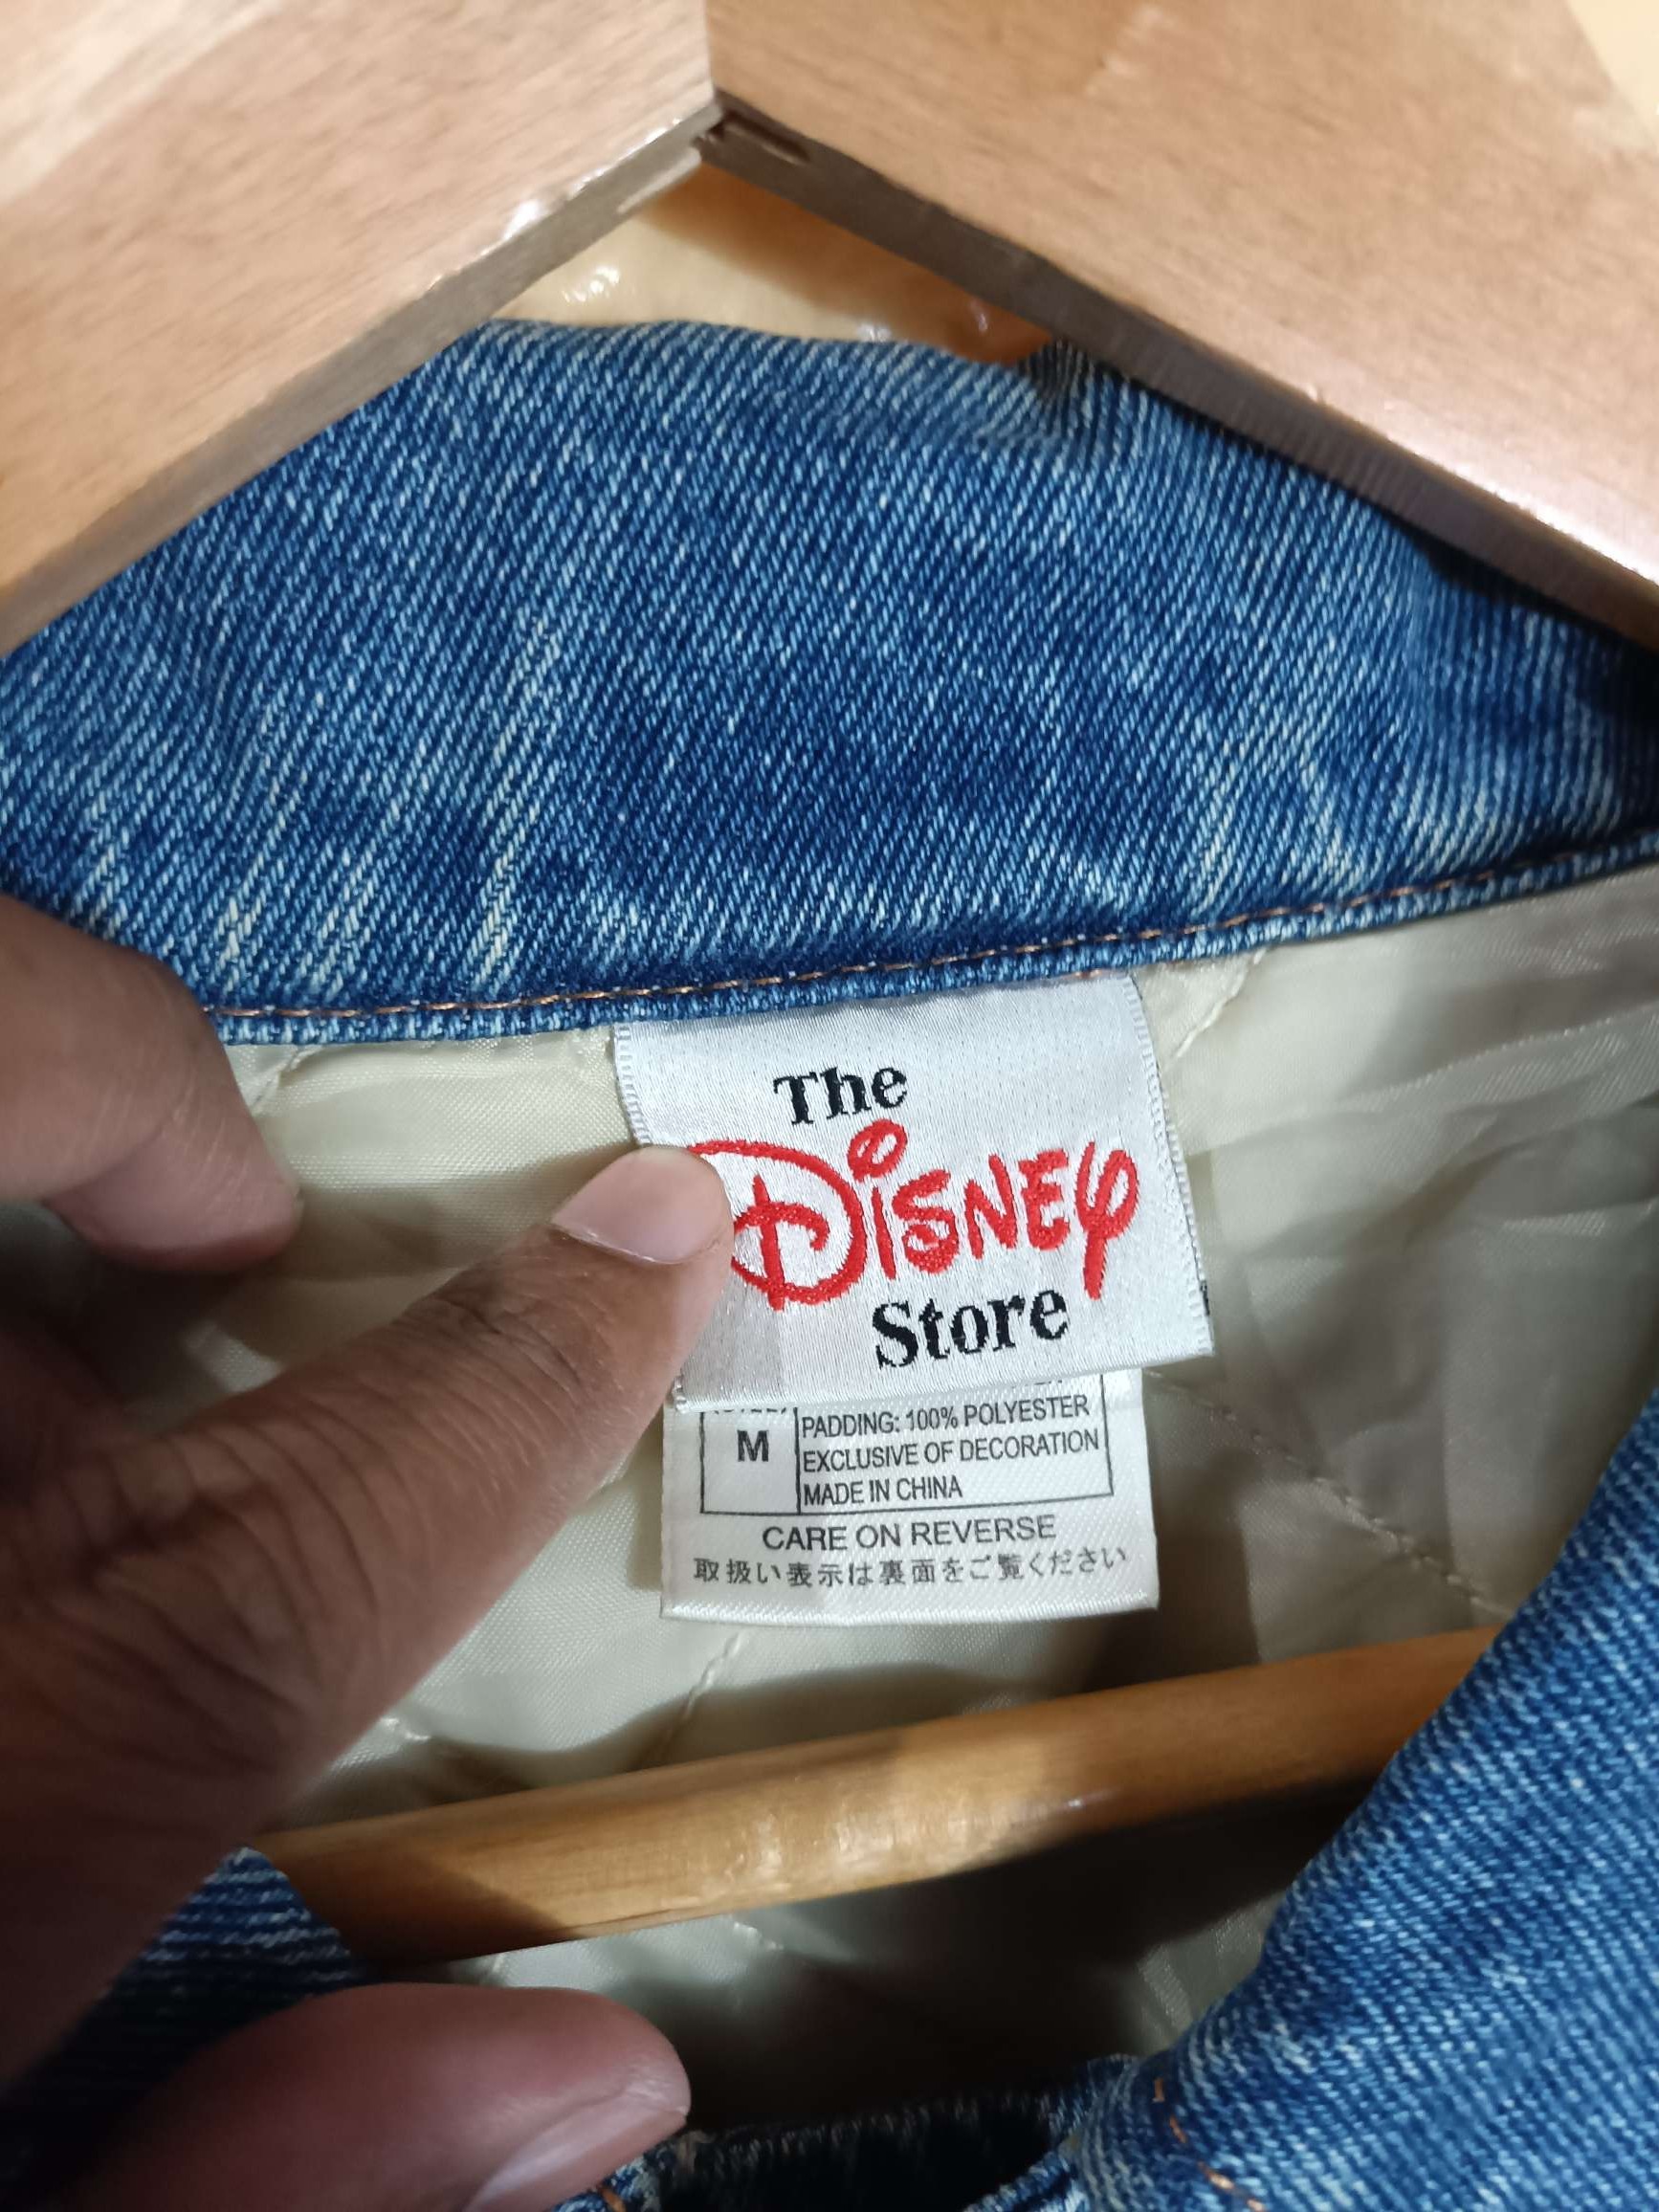 The
Disney
Store
M
PADDING: 100% POLYESTER
EXCLUSIVE OF DECORATION
MADE IN CHINA
CARE ON REVERSE
取扱い表示は裏面をご覧ください